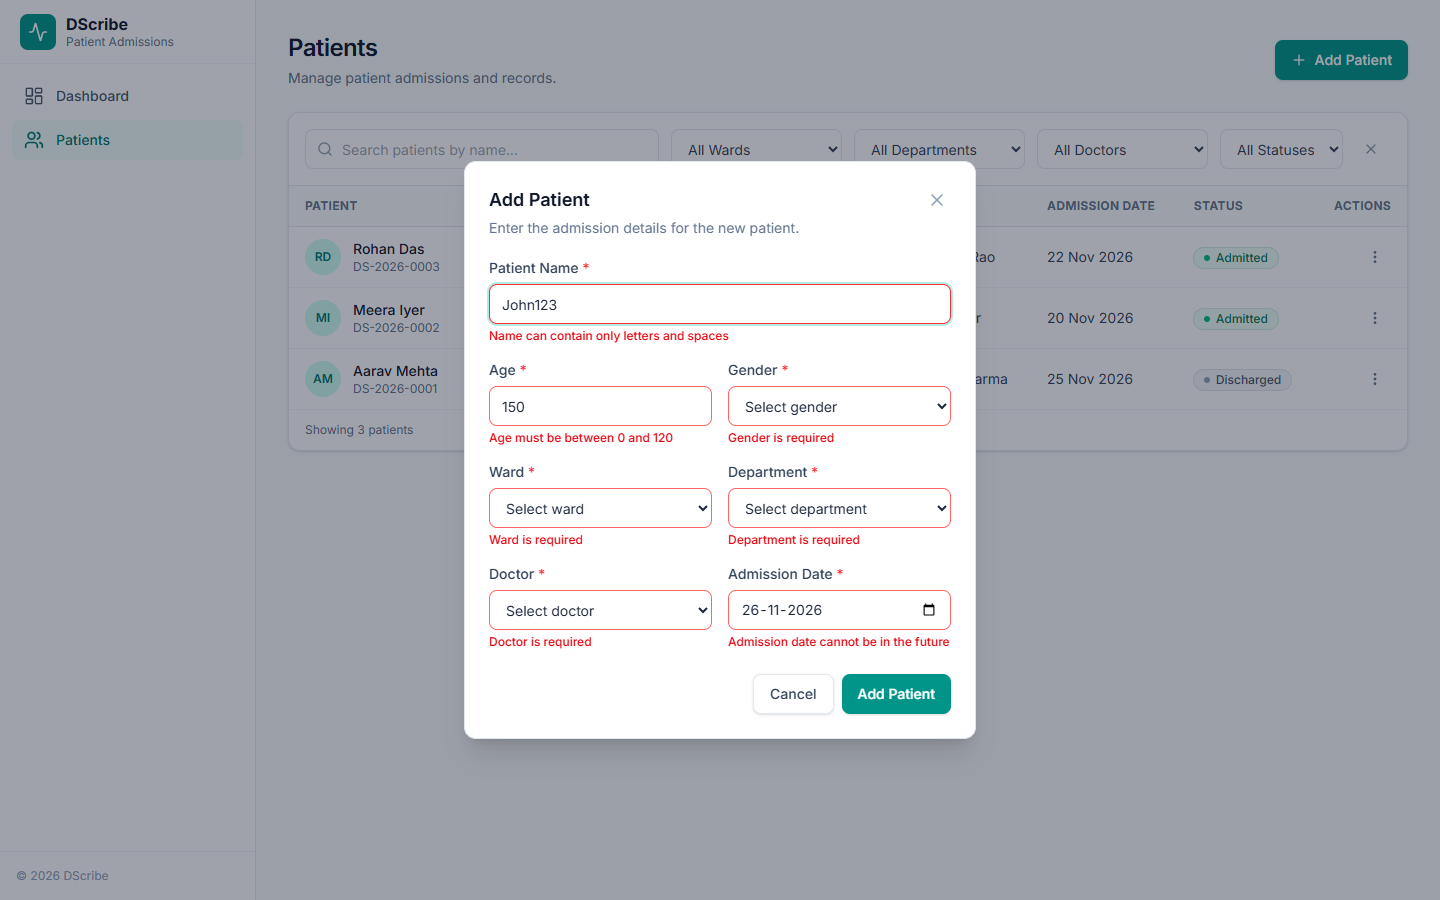 DScribe
Patient Admissions
Dashboard
Patients
© 2026 DScribe
Patients
Manage patient admissions and records.
Add Patient
Search patients by name...
All Wards
All Departments
All Doctors
All Statuses
PATIENT
ADMISSION DATE
STATUS
ACTIONS
RD
Rohan Das
DS-2026-0003
Rao
22 Nov 2026
Admitted
MI
Meera Iyer
DS-2026-0002
20 Nov 2026
Admitted
AM
Aarav Mehta
DS-2026-0001
arma
25 Nov 2026
Discharged
Showing 3 patients
Add Patient
Enter the admission details for the new patient.
Patient Name *
John123
Name can contain only letters and spaces
Age *
150
Age must be between 0 and 120
Gender *
Select gender
Gender is required
Ward *
Select ward
Ward is required
Department *
Select department
Department is required
Doctor *
Select doctor
Doctor is required
Admission Date *
26-11-2026
Admission date cannot be in the future
Cancel
Add Patient